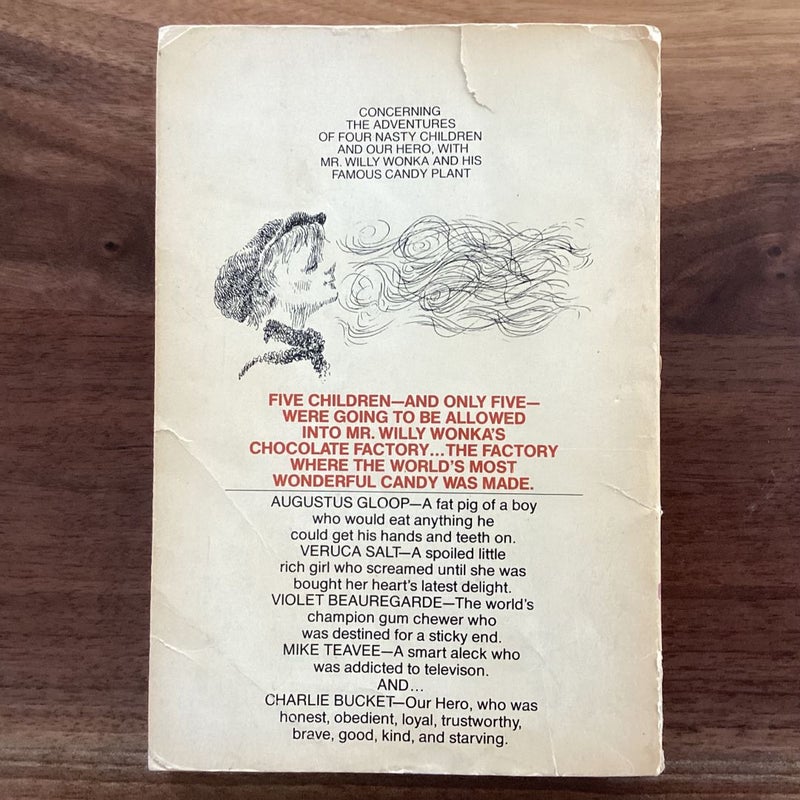 CONCERNING
THE ADVENTURES
OF FOUR NASTY CHILDREN
AND OUR HERO, WITH
MR. WILLY WONKA AND HIS
FAMOUS CANDY PLANT
FIVE CHILDREN—AND ONLY FIVE—
WERE GOING TO BE ALLOWED
INTO MR. WILLY WONKA'S
CHOCOLATE FACTORY...THE FACTORY
WHERE THE WORLD'S MOST
WONDERFUL CANDY WAS MADE.
AUGUSTUS GLOOP—A fat pig of a boy
who would eat anything he
could get his hands and teeth on.
VERUCA SALT—A spoiled little
rich girl who screamed until she was
bought her heart's latest delight.
VIOLET BEAUREGARDE—The world's
champion gum chewer who
was destined for a sticky end.
MIKE TEAVEE—A smart aleck who
was addicted to televison.
AND...
CHARLIE BUCKET—Our Hero, who was
honest, obedient, loyal, trustworthy,
brave, good, kind, and starving.